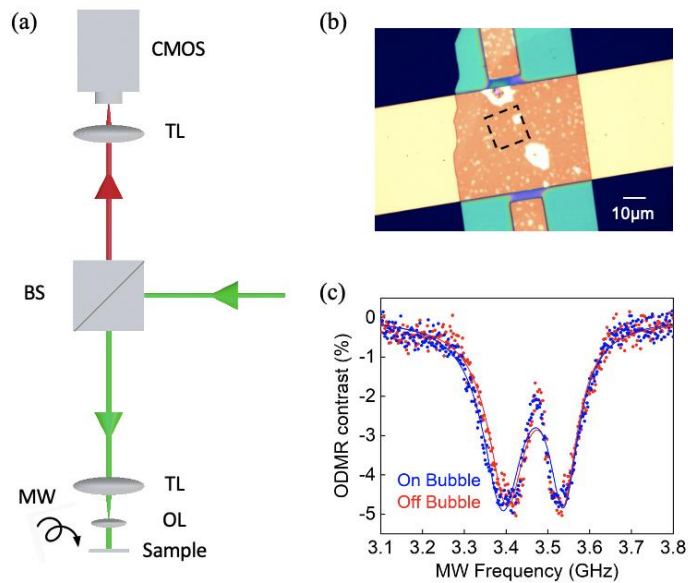 (a)
CMOS
TL
BS
TL
MW
OL
Sample
(b)
10μm
(c)
0
-1
-2
-3
-4
-5
ODMR contrast (%)
On Bubble
Off Bubble
3.1 3.2 3.3 3.4 3.5 3.6 3.7 3.8
MW Frequency (GHz)